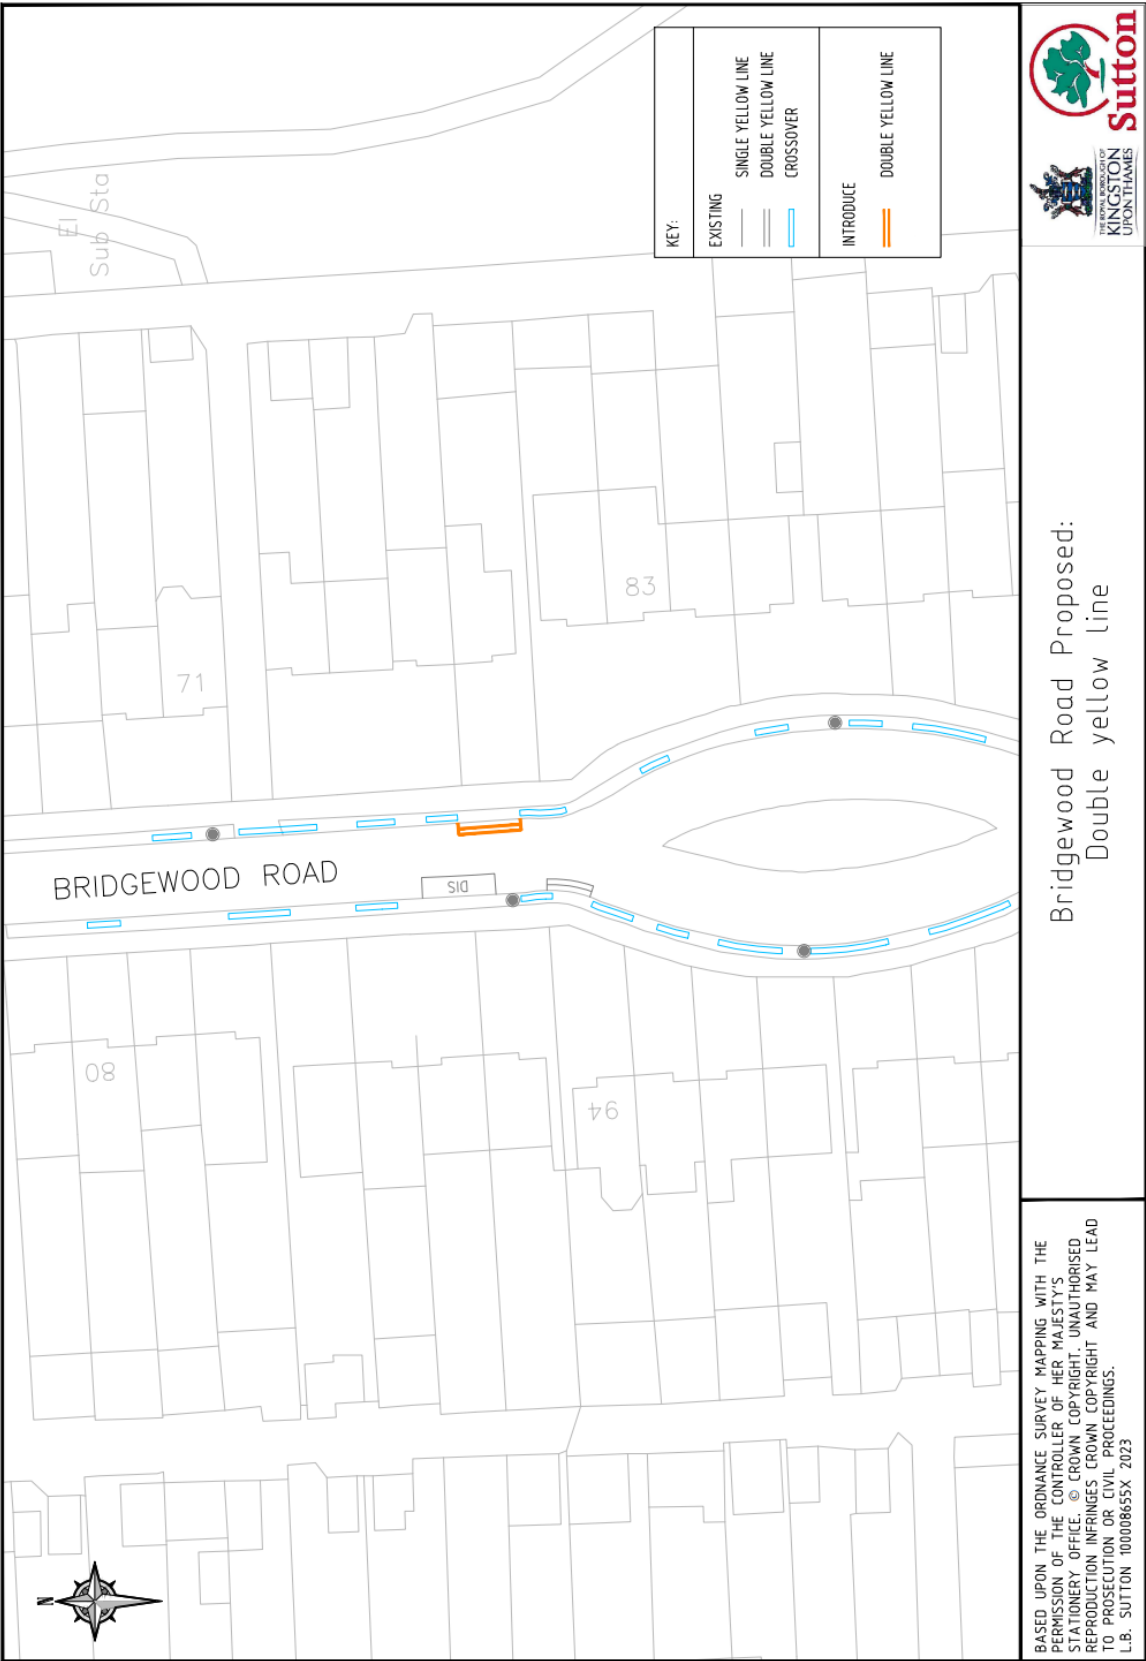 El
Sub Sta
71
83
BRIDGEWOOD ROAD
DIS
80
94
N
KEY:
EXISTING
SINGLE YELLOW LINE
DOUBLE YELLOW LINE
CROSSOVER
INTRODUCE
DOUBLE YELLOW LINE
BASED UPON THE ORDNANCE SURVEY MAPPING WITH THE
PERMISSION OF THE CONTROLLER OF HER MAJESTY'S
STATIONERY OFFICE. © CROWN COPYRIGHT. UNAUTHORISED
REPRODUCTION INFRINGES CROWN COPYRIGHT AND MAY LEAD
TO PROSECUTION OR CIVIL PROCEEDINGS.
L.B. SUTTON 100008655X 2023
Bridgewood Road Proposed:
Double yellow line
THE ROYAL BOROUGH OF
KINGSTON
UPON THAMES
Sutton